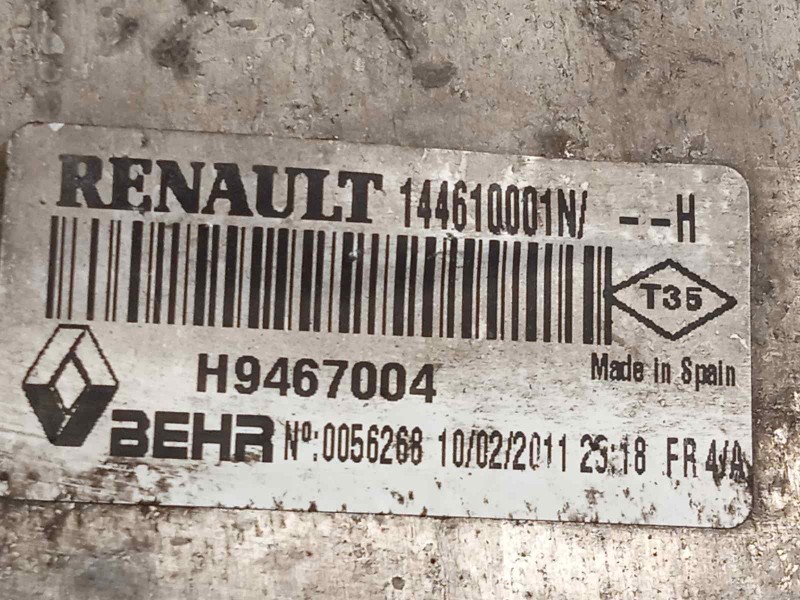 RENAULT 144610001N/ --H
T35
H9467004 Made in Spain
BEHR Nº:0056268 10/02/2011 23:18 FR 4/A